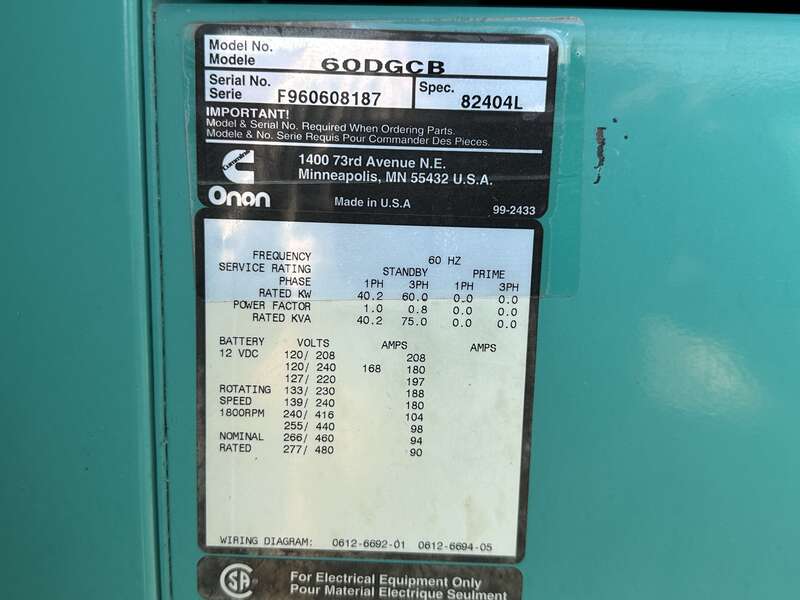 Model No.
Modele 60DGCB
Serial No. Spec.
Serie F960608187 82404L
IMPORTANT!
Model & Serial No. Required When Ordering Parts.
Modele & No. Serie Requis Pour Commander Des Pieces.
Cummins 1400 73rd Avenue N.E.
Minneapolis, MN 55432 U.S.A.
Onan Made in U.S.A 99-2433
FREQUENCY 60 HZ
SERVICE RATING STANDBY PRIME
PHASE 1PH 3PH 1PH 3PH
RATED KW 40.2 60.0 0.0 0.0
POWER FACTOR 1.0 0.8 0.0 0.0
RATED KVA 40.2 75.0 0.0 0.0
BATTERY VOLTS AMPS AMPS
12 VDC 120/ 208 208
120/ 240 168 180
127/ 220 197
ROTATING 133/ 230 188
SPEED 139/ 240 180
1800RPM 240/ 416 104
255/ 440 98
NOMINAL 266/ 460 94
RATED 277/ 480 90
WIRING DIAGRAM: 0612-6692-01 0612-6694-05
CSA For Electrical Equipment Only
Pour Material Electrique Seulment